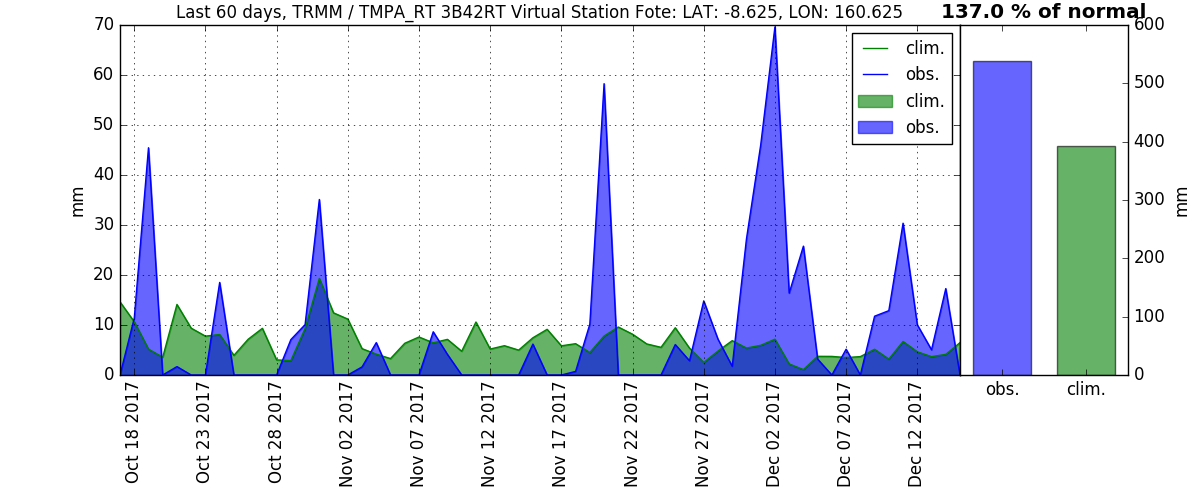 Last 60 days, TRMM / TMPA_RT 3B42RT Virtual Station Fote: LAT: -8.625, LON: 160.625
137.0 % of normal
70
60
50
40
30
20
10
0
mm
clim.
obs.
clim.
obs.
600
500
400
300
200
100
0
mm
obs.
clim.
Oct 18 2017
Oct 23 2017
Oct 28 2017
Nov 02 2017
Nov 07 2017
Nov 12 2017
Nov 17 2017
Nov 22 2017
Nov 27 2017
Dec 02 2017
Dec 07 2017
Dec 12 2017